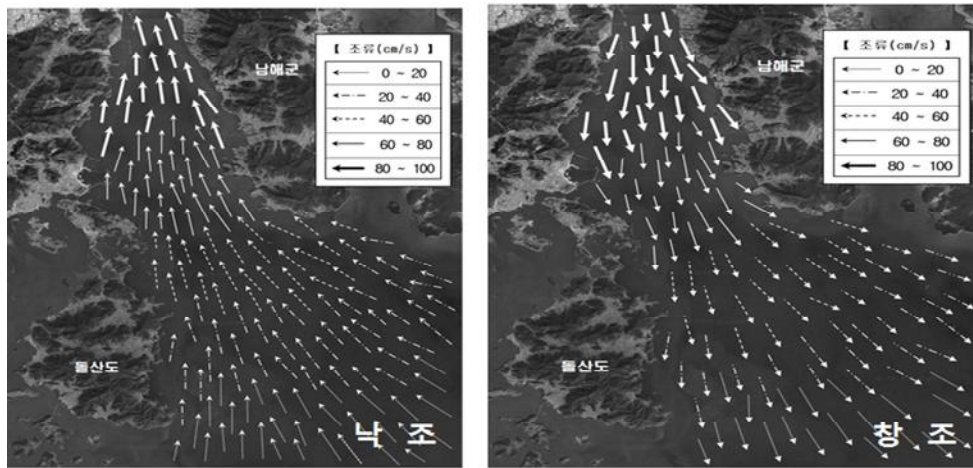 남해군
【 조류(cm/s) 】
0 ~ 20
20 ~ 40
40 ~ 60
60 ~ 80
80 ~ 100
돌산도
낙 조
남해군
【 조류(cm/s) 】
0 ~ 20
20 ~ 40
40 ~ 60
60 ~ 80
80 ~ 100
돌산도
창 조